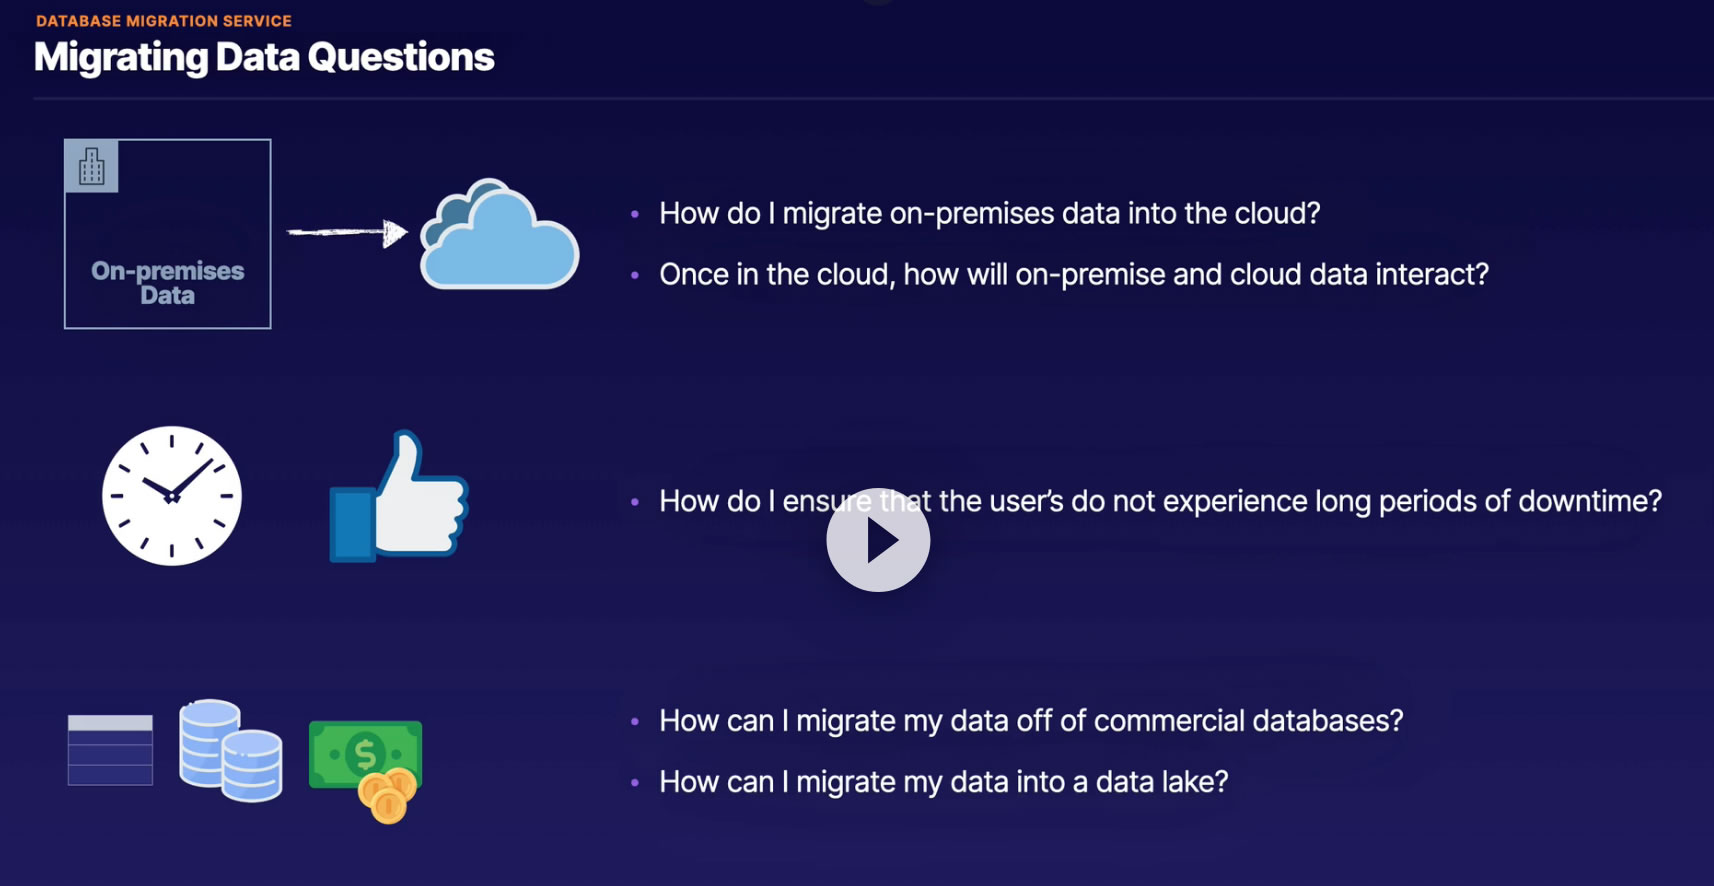 DATABASE MIGRATION SERVICE
Migrating Data Questions
On-premises
Data
• How do I migrate on-premises data into the cloud?
• Once in the cloud, how will on-premise and cloud data interact?
• How do I ensure that the user’s do not experience long periods of downtime?
$
• How can I migrate my data off of commercial databases?
• How can I migrate my data into a data lake?